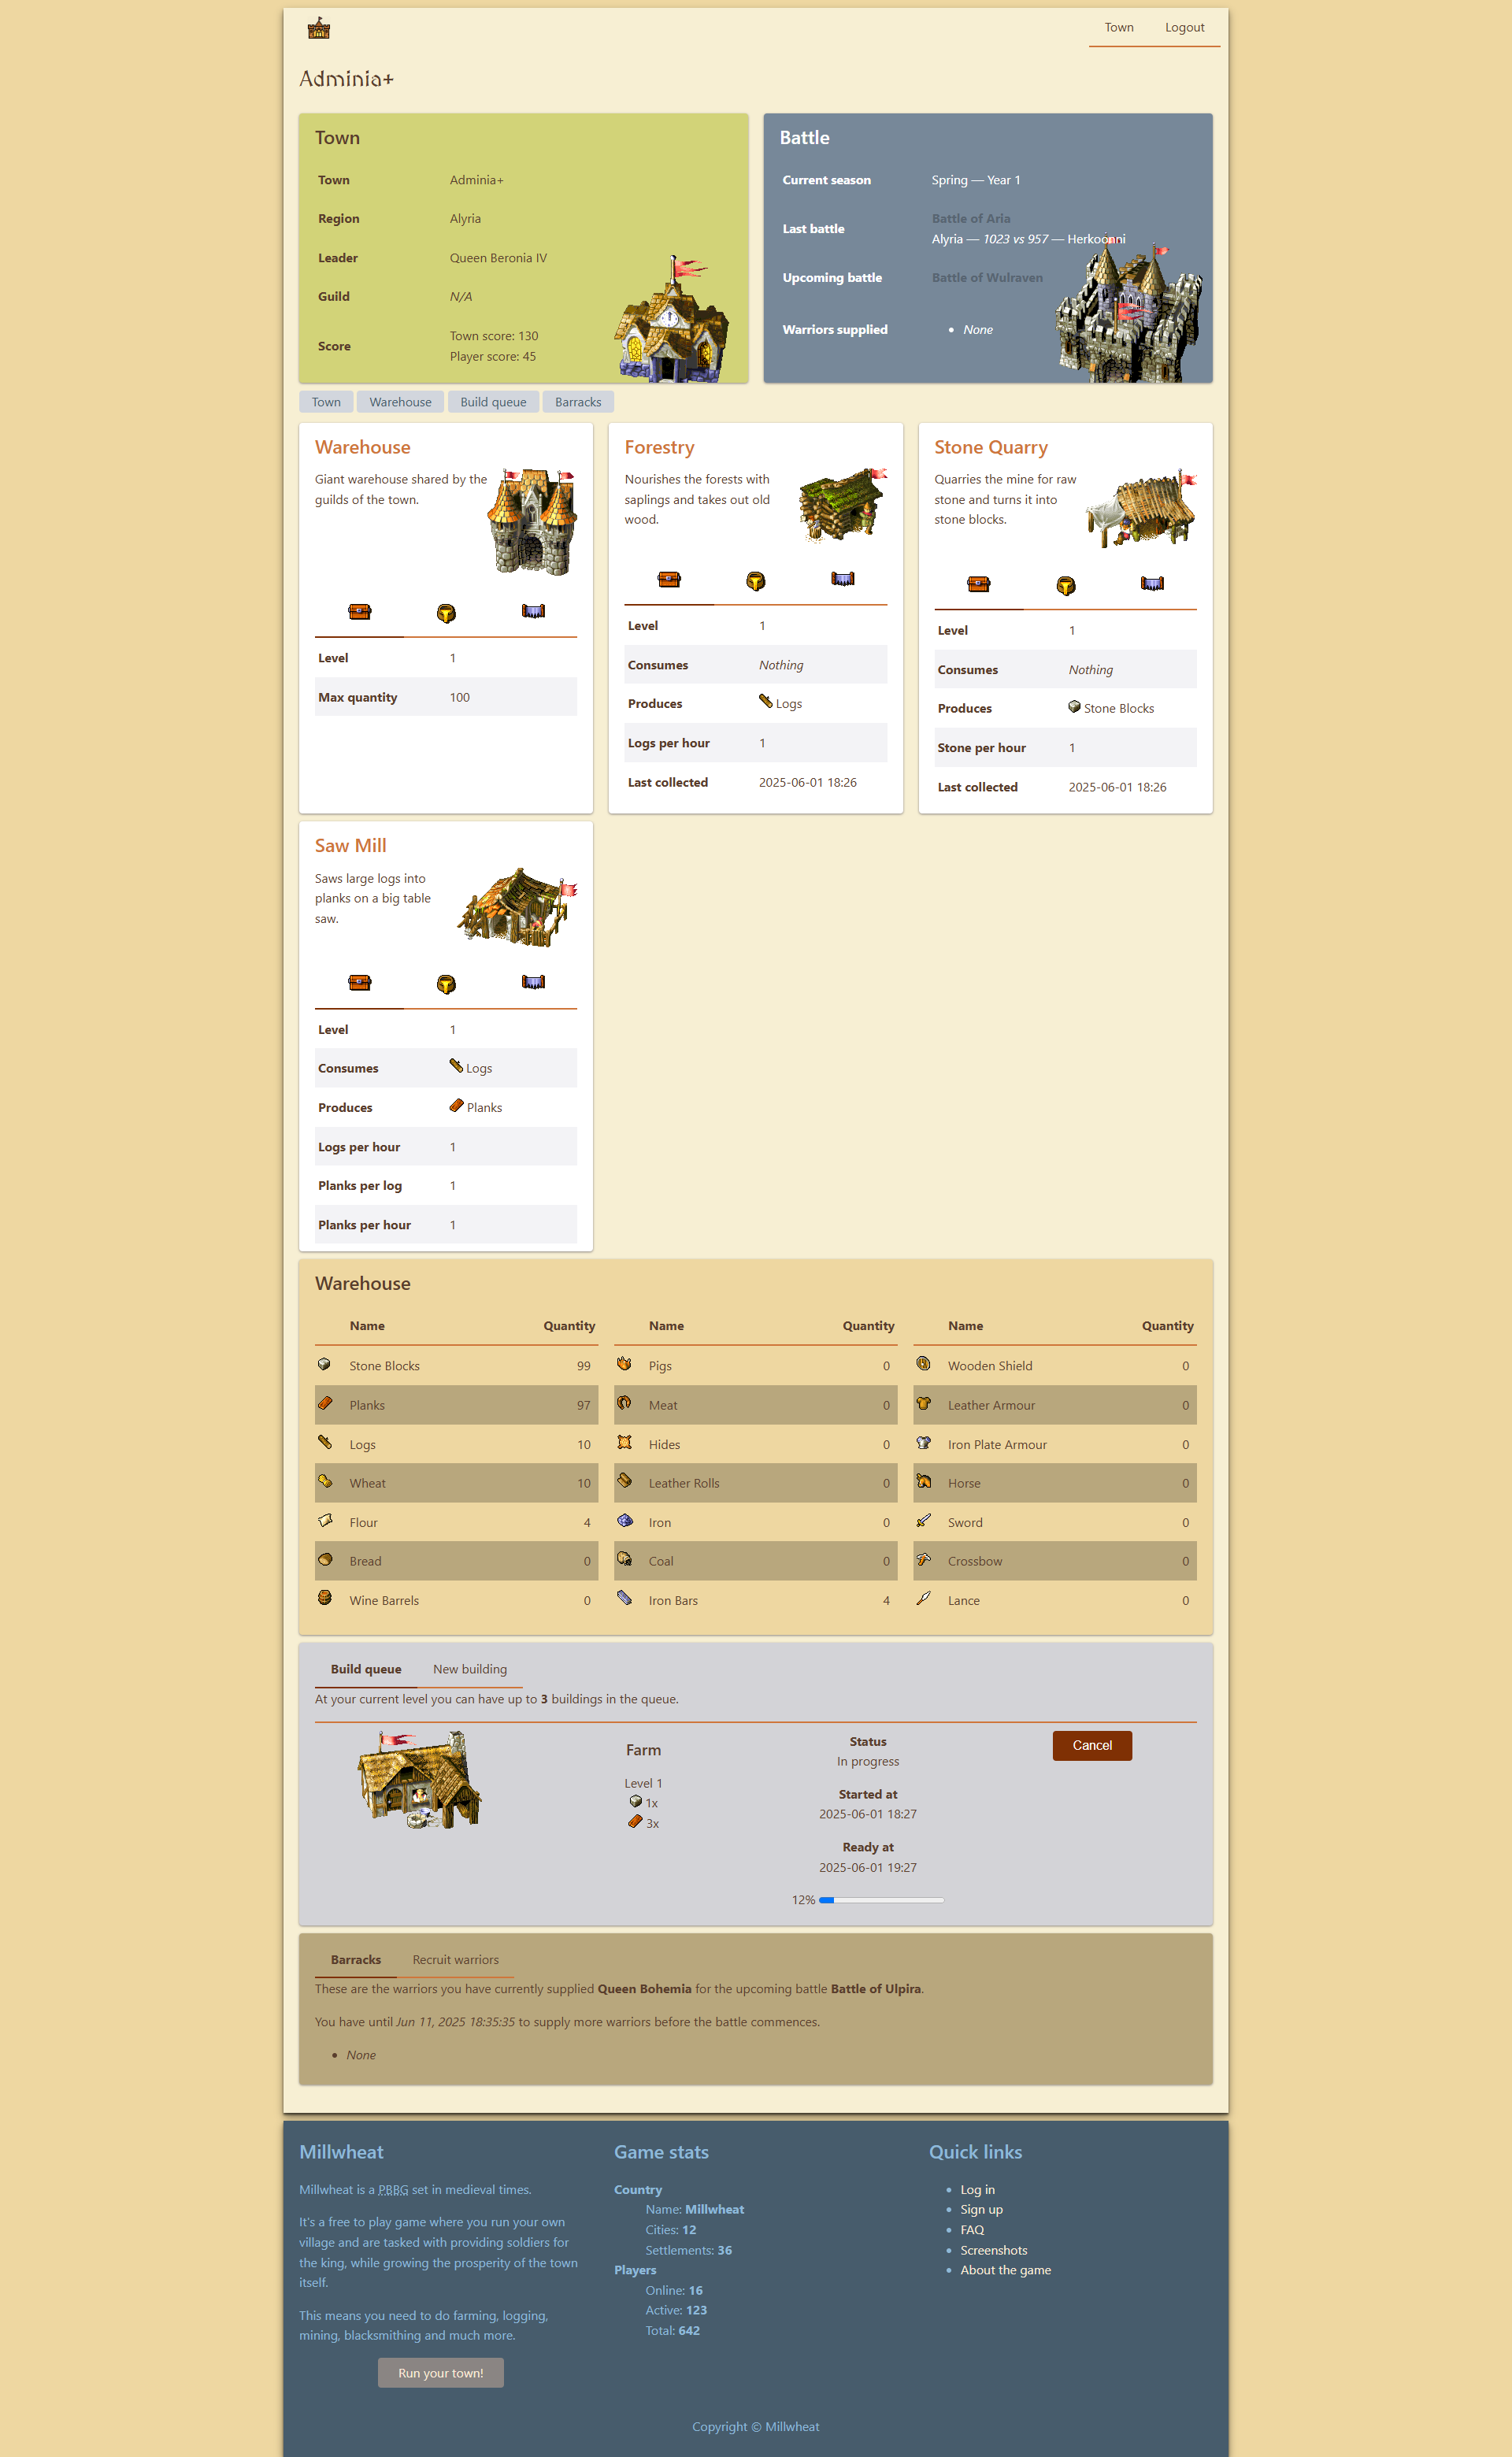 Town Logout
Adminia+
Town
Town Adminia+
Region Alyria
Leader Queen Beronia IV
Guild N/A
Score Town score: 130
Player score: 45
Battle
Current season Spring — Year 1
Last battle Battle of Aria
Alyria — 1023 vs 957 — Herkoonni
Upcoming battle Battle of Wulraven
Warriors supplied • None
Town Warehouse Build queue Barracks
Warehouse
Giant warehouse shared by the
guilds of the town.
Level 1
Max quantity 100
Forestry
Nourishes the forests with
saplings and takes out old
wood.
Level 1
Consumes Nothing
Produces Logs
Logs per hour 1
Last collected 2025-06-01 18:26
Stone Quarry
Quarries the mine for raw
stone and turns it into
stone blocks.
Level 1
Consumes Nothing
Produces Stone Blocks
Stone per hour 1
Last collected 2025-06-01 18:26
Saw Mill
Saws large logs into
planks on a big table
saw.
Level 1
Consumes Logs
Produces Planks
Logs per hour 1
Planks per log 1
Planks per hour 1
Warehouse
Name Quantity
Stone Blocks 99
Planks 97
Logs 10
Wheat 10
Flour 4
Bread 0
Wine Barrels 0
Name Quantity
Pigs 0
Meat 0
Hides 0
Leather Rolls 0
Iron 0
Coal 0
Iron Bars 4
Name Quantity
Wooden Shield 0
Leather Armour 0
Iron Plate Armour 0
Horse 0
Sword 0
Crossbow 0
Lance 0
Build queue New building
At your current level you can have up to 3 buildings in the queue.
Farm
Level 1
1x
3x
Status
In progress
Started at
2025-06-01 18:27
Ready at
2025-06-01 19:27
12%
Cancel
Barracks Recruit warriors
These are the warriors you have currently supplied Queen Bohemia for the upcoming battle Battle of Ulpira.
You have until Jun 11, 2025 18:35:35 to supply more warriors before the battle commences.
• None
Millwheat
Millwheat is a PBBG set in medieval times.
It's a free to play game where you run your own
village and are tasked with providing soldiers for
the king, while growing the prosperity of the town
itself.
This means you need to do farming, logging,
mining, blacksmithing and much more.
Run your town!
Game stats
Country
Name: Millwheat
Cities: 12
Settlements: 36
Players
Online: 16
Active: 123
Total: 642
Quick links
• Log in
• Sign up
• FAQ
• Screenshots
• About the game
Copyright © Millwheat